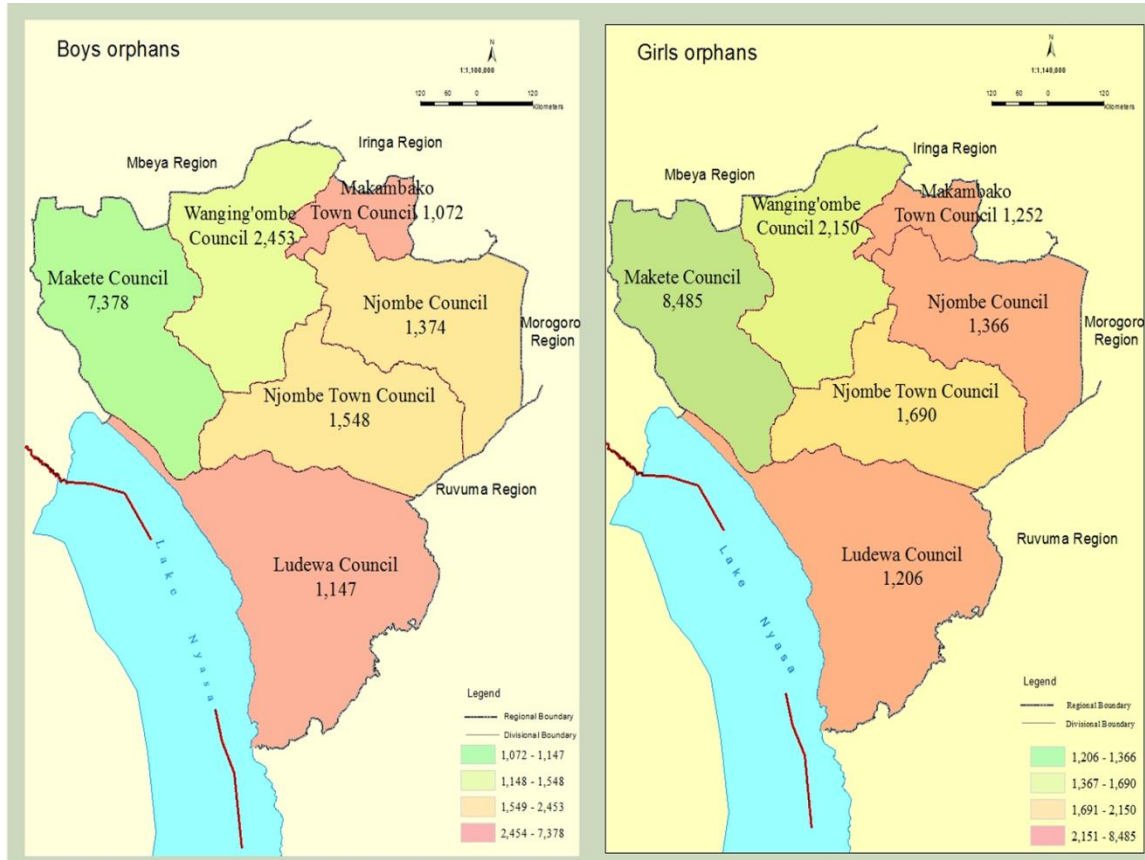 Boys orphans
N
1:1,100,000
120 60 0 120
Kilometers
Iringa Region
Mbeya Region
Makambako
Town Council 1,072
Wanging'ombe
Council 2,453
Makete Council
7,378
Njombe Council
1,374
Morogoro
Region
Njombe Town Council
1,548
Ruvuma Region
Ludewa Council
1,147
Lake Nyasa
Legend
Regional Boundary
Divisional Boundary
1,072 - 1,147
1,148 - 1,548
1,549 - 2,453
2,454 - 7,378
Girls orphans
N
1:1,140,000
120 60 0 120
Kilometers
Iringa Region
Mbeya Region
Makambako
Town Council 1,252
Wanging'ombe
Council 2,150
Makete Council
8,485
Njombe Council
1,366
Morogoro
Region
Njombe Town Council
1,690
Ruvuma Region
Ludewa Council
1,206
Lake Nyasa
Legend
Regional Boundary
Divisional Boundary
1,206 - 1,366
1,367 - 1,690
1,691 - 2,150
2,151 - 8,485